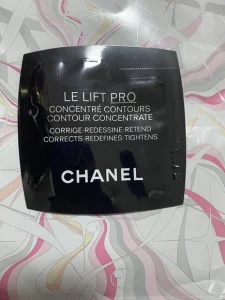 LE LIFT PRO
CONCENTRÉ CONTOURS
CONTOUR CONCENTRATE
CORRIGE-REDESSINE-RETEND
CORRECTS-REDEFINES-TIGHTENS
CHANEL